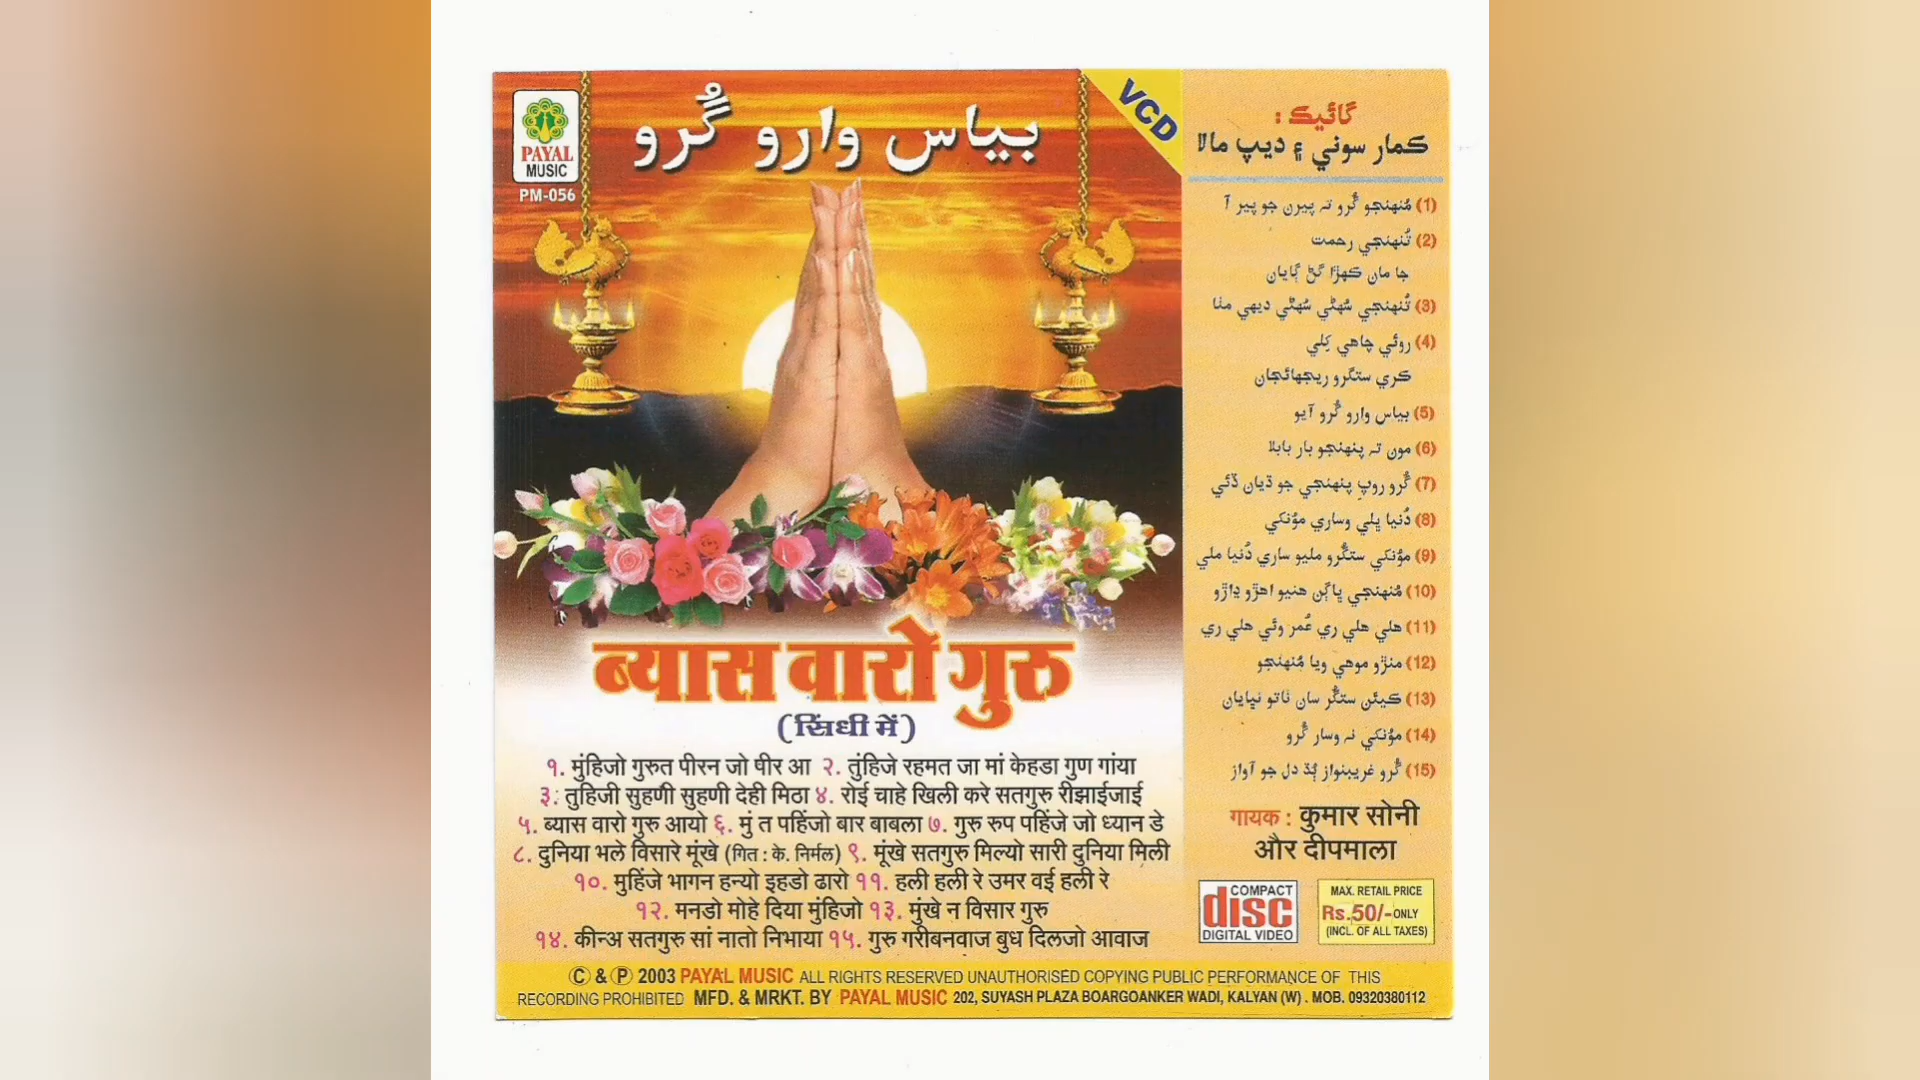 PAYAL
MUSIC
PM-056
بياس وارو گُرو
VCD
گائيڪ :
ڪمار سوني ۽ ديپ مالا
(1) مُنهنجو گُرو تہ پيرن جو پير آ
(2) تُنهنجي رحمت
جا مان ڪهڙا گڻ ڳايان
(3) تُنهنجي سُهڻي سُهڻي ديهي مٺا
(4) روئي چاهي کِلي
ڪري ستگرو ريجهائجان
(5) بياس وارو گُرو آيو
(6) مون تہ پنهنجو بار بابلا
(7) گُرو روپ پنهنجي جو ڌيان ڏئي
(8) دُنيا ڀلي وساري مؤنکي
(9) مؤنکي ستگُرو مليو ساري دُنيا ملي
(10) مُنهنجي ڀاڳن هنيو اهڙو ڍاڙو
(11) هلي هلي ري عُمر وئي هلي ري
(12) منڙو موهي ويا مُنهنجو
(13) ڪيئن ستگُر سان ناتو نڀايان
(14) مؤنکي نہ وسار گُرو
(15) گُرو غريبنواز ٻُڌ دل جو آواز
ब्यास वारो गुरु
(सिंधी में)
१. मुंहिजो गुरुत पीरन जो पीर आ २. तुंहिजे रहमत जा मां केहडा गुण गांया
३. तुहिजी सुहणी सुहणी देही मिठा ४. रोई चाहे खिली करे सतगुरु रीझाईजाई
५. ब्यास वारो गुरु आयो ६. मुं त पहिंजो बार बाबला ७. गुरु रुप पहिंजे जो ध्यान डे
८. दुनिया भले विसारे मूंखे (गित : के. निर्मल) ९. मूंखे सतगुरु मिल्यो सारी दुनिया मिली
१०. मुहिंजे भागन हन्यो इहडो ढारो ११. हली हली रे उमर वई हली रे
१२. मनडो मोहे दिया मुंहिजो १३. मुंखे न विसार गुरु
१४. कीन्अ सतगुरु सां नातो निभाया १५. गुरु गरीबनवाज बुध दिलजो आवाज
गायक : कुमार सोनी
और दीपमाला
COMPACT
disc
DIGITAL VIDEO
MAX. RETAIL PRICE
Rs.50/-ONLY
(INCL. OF ALL TAXES)
© & ℗ 2003 PAYAL MUSIC ALL RIGHTS RESERVED UNAUTHORISED COPYING PUBLIC PERFORMANCE OF THIS
RECORDING PROHIBITED MFD. & MRKT. BY PAYAL MUSIC 202, SUYASH PLAZA BOARGOANKER WADI, KALYAN (W) . MOB. 09320380112